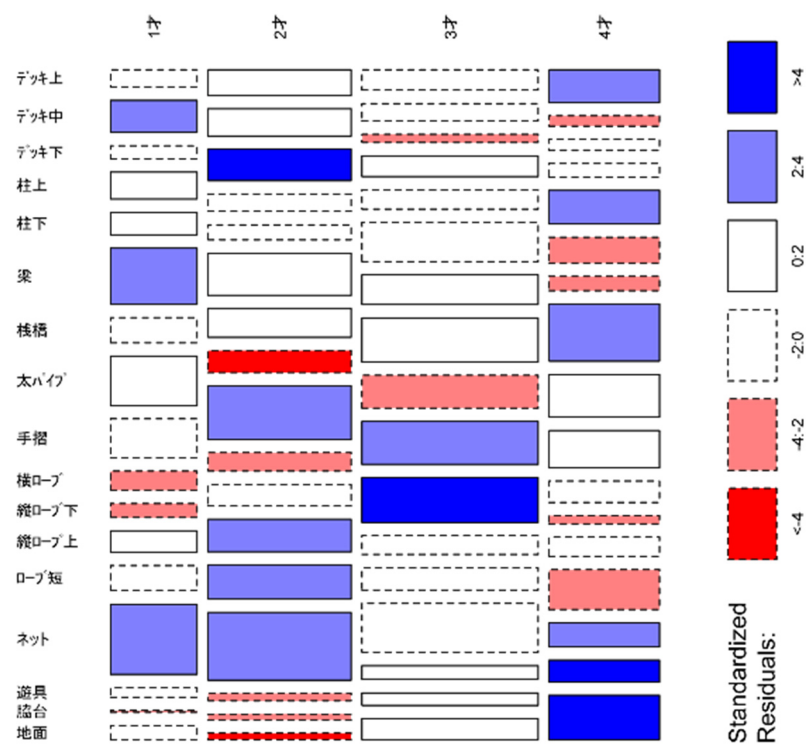 1才
2才
3才
4才
デッキ上
デッキ中
デッキ下
柱上
柱下
梁
桟橋
太パイプ
手摺
横ロープ
縦ロープ下
縦ロープ上
ロープ短
ネット
遊具
脇台
地面
>4
2:4
0:2
-2:0
-4:-2
<-4
Standardized
Residuals: